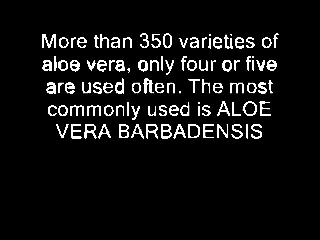 More than 350 varieties of
aloe vera, only four or five
are used often. The most
commonly used is ALOE
VERA BARBADENSIS